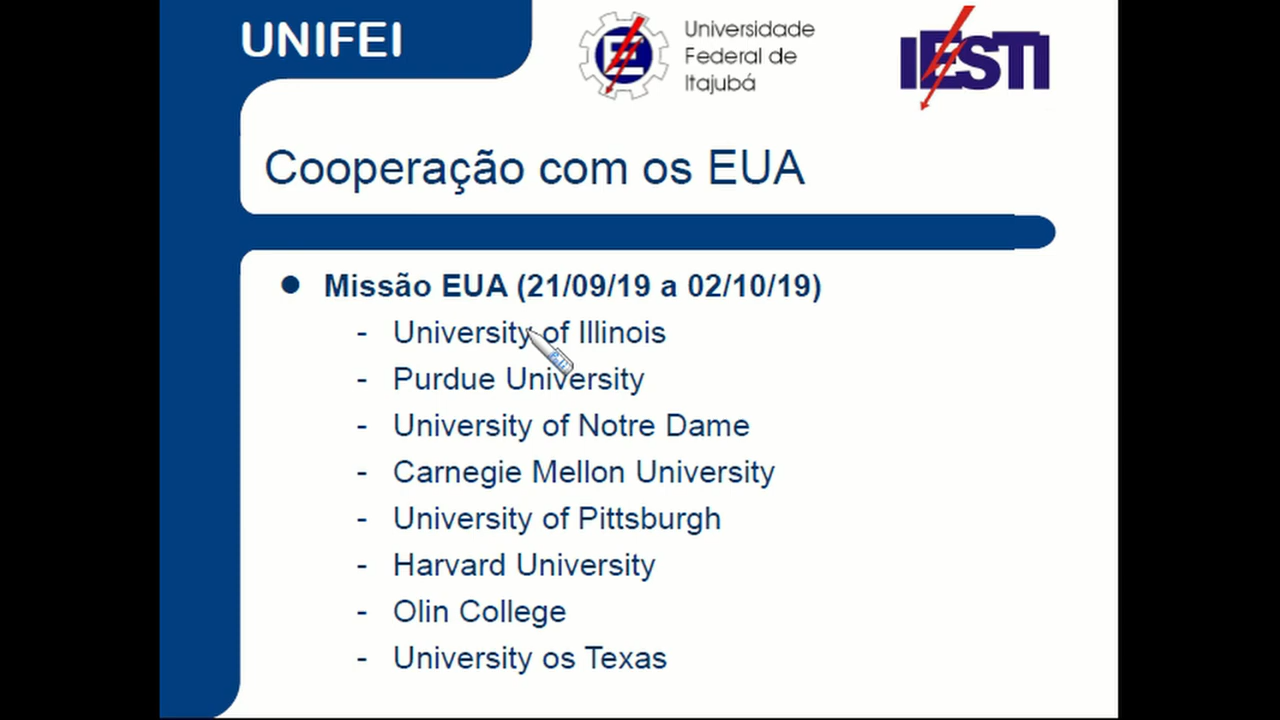 UNIFEI
Universidade
Federal de
Itajubá
IESTI
Cooperação com os EUA
Missão EUA (21/09/19 a 02/10/19)
- University of Illinois
- Purdue University
- University of Notre Dame
- Carnegie Mellon University
- University of Pittsburgh
- Harvard University
- Olin College
- University os Texas